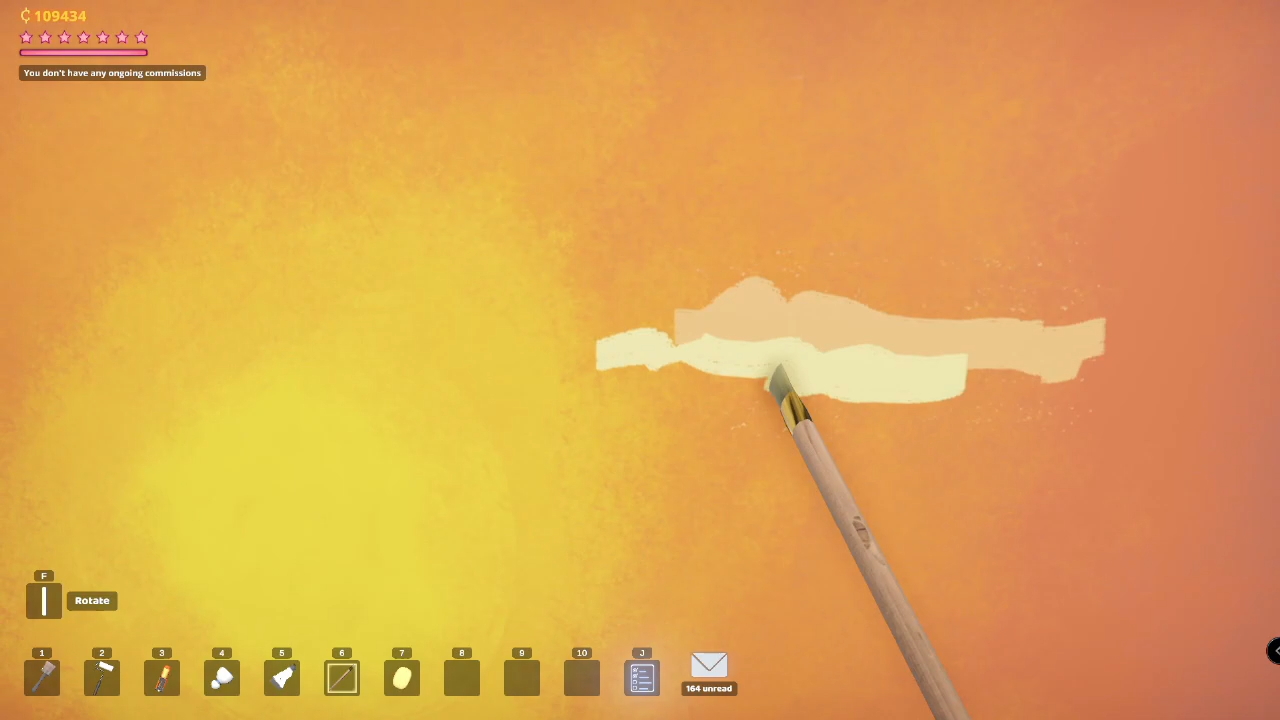 ₵ 109434
You don't have any ongoing commissions
F
Rotate
1 2 3 4 5 6 7 8 9 10 J
164 unread